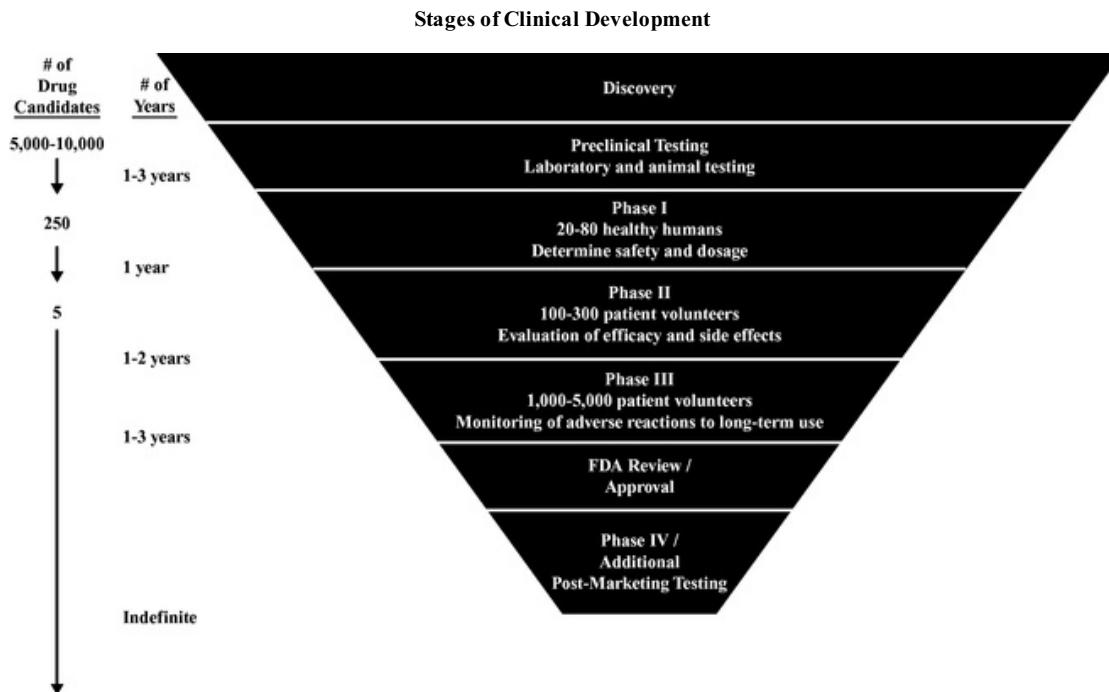 Stages of Clinical Development
# of
Drug
Candidates
# of
Years
Discovery
5,000-10,000
Preclinical Testing
Laboratory and animal testing
1-3 years
250
Phase I
20-80 healthy humans
Determine safety and dosage
1 year
5
Phase II
100-300 patient volunteers
Evaluation of efficacy and side effects
1-2 years
Phase III
1,000-5,000 patient volunteers
Monitoring of adverse reactions to long-term use
1-3 years
FDA Review /
Approval
Phase IV /
Additional
Post-Marketing Testing
Indefinite